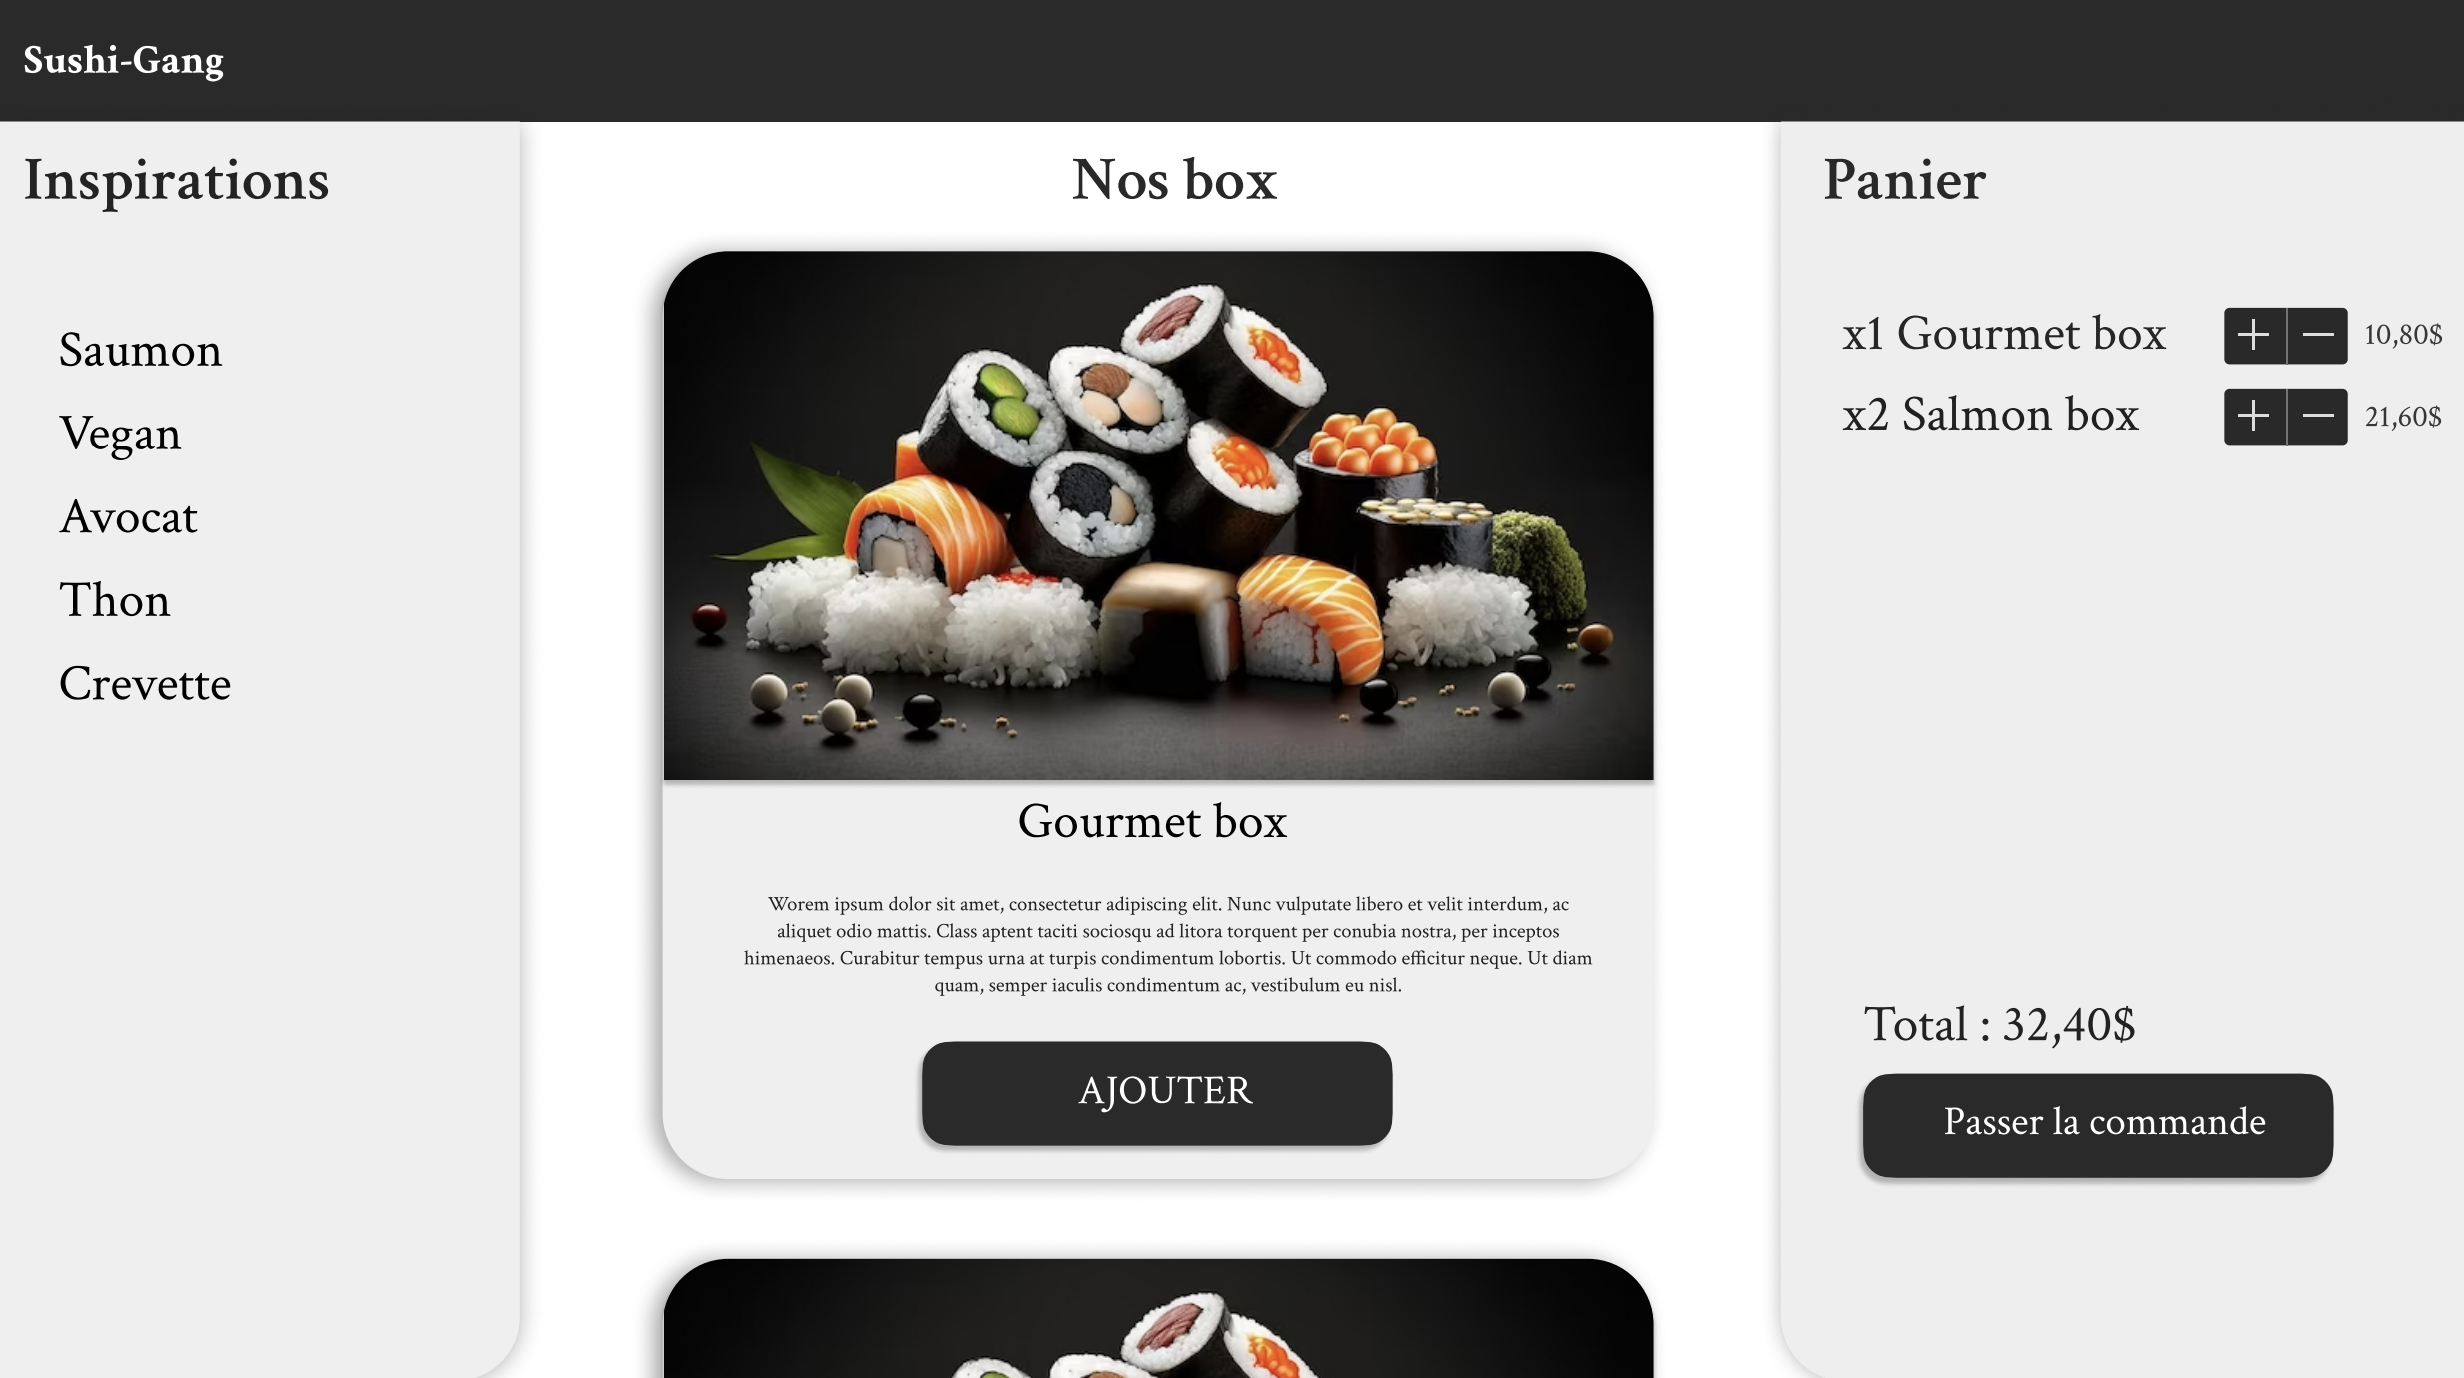 Sushi-Gang
Inspirations
Saumon
Vegan
Avocat
Thon
Crevette
Nos box
Gourmet box
Worem ipsum dolor sit amet, consectetur adipiscing elit. Nunc vulputate libero et velit interdum, ac
aliquet odio mattis. Class aptent taciti sociosqu ad litora torquent per conubia nostra, per inceptos
himenaeos. Curabitur tempus urna at turpis condimentum lobortis. Ut commodo efficitur neque. Ut diam
quam, semper iaculis condimentum ac, vestibulum eu nisl.
AJOUTER
Panier
x1 Gourmet box + − 10,80$
x2 Salmon box + − 21,60$
Total : 32,40$
Passer la commande